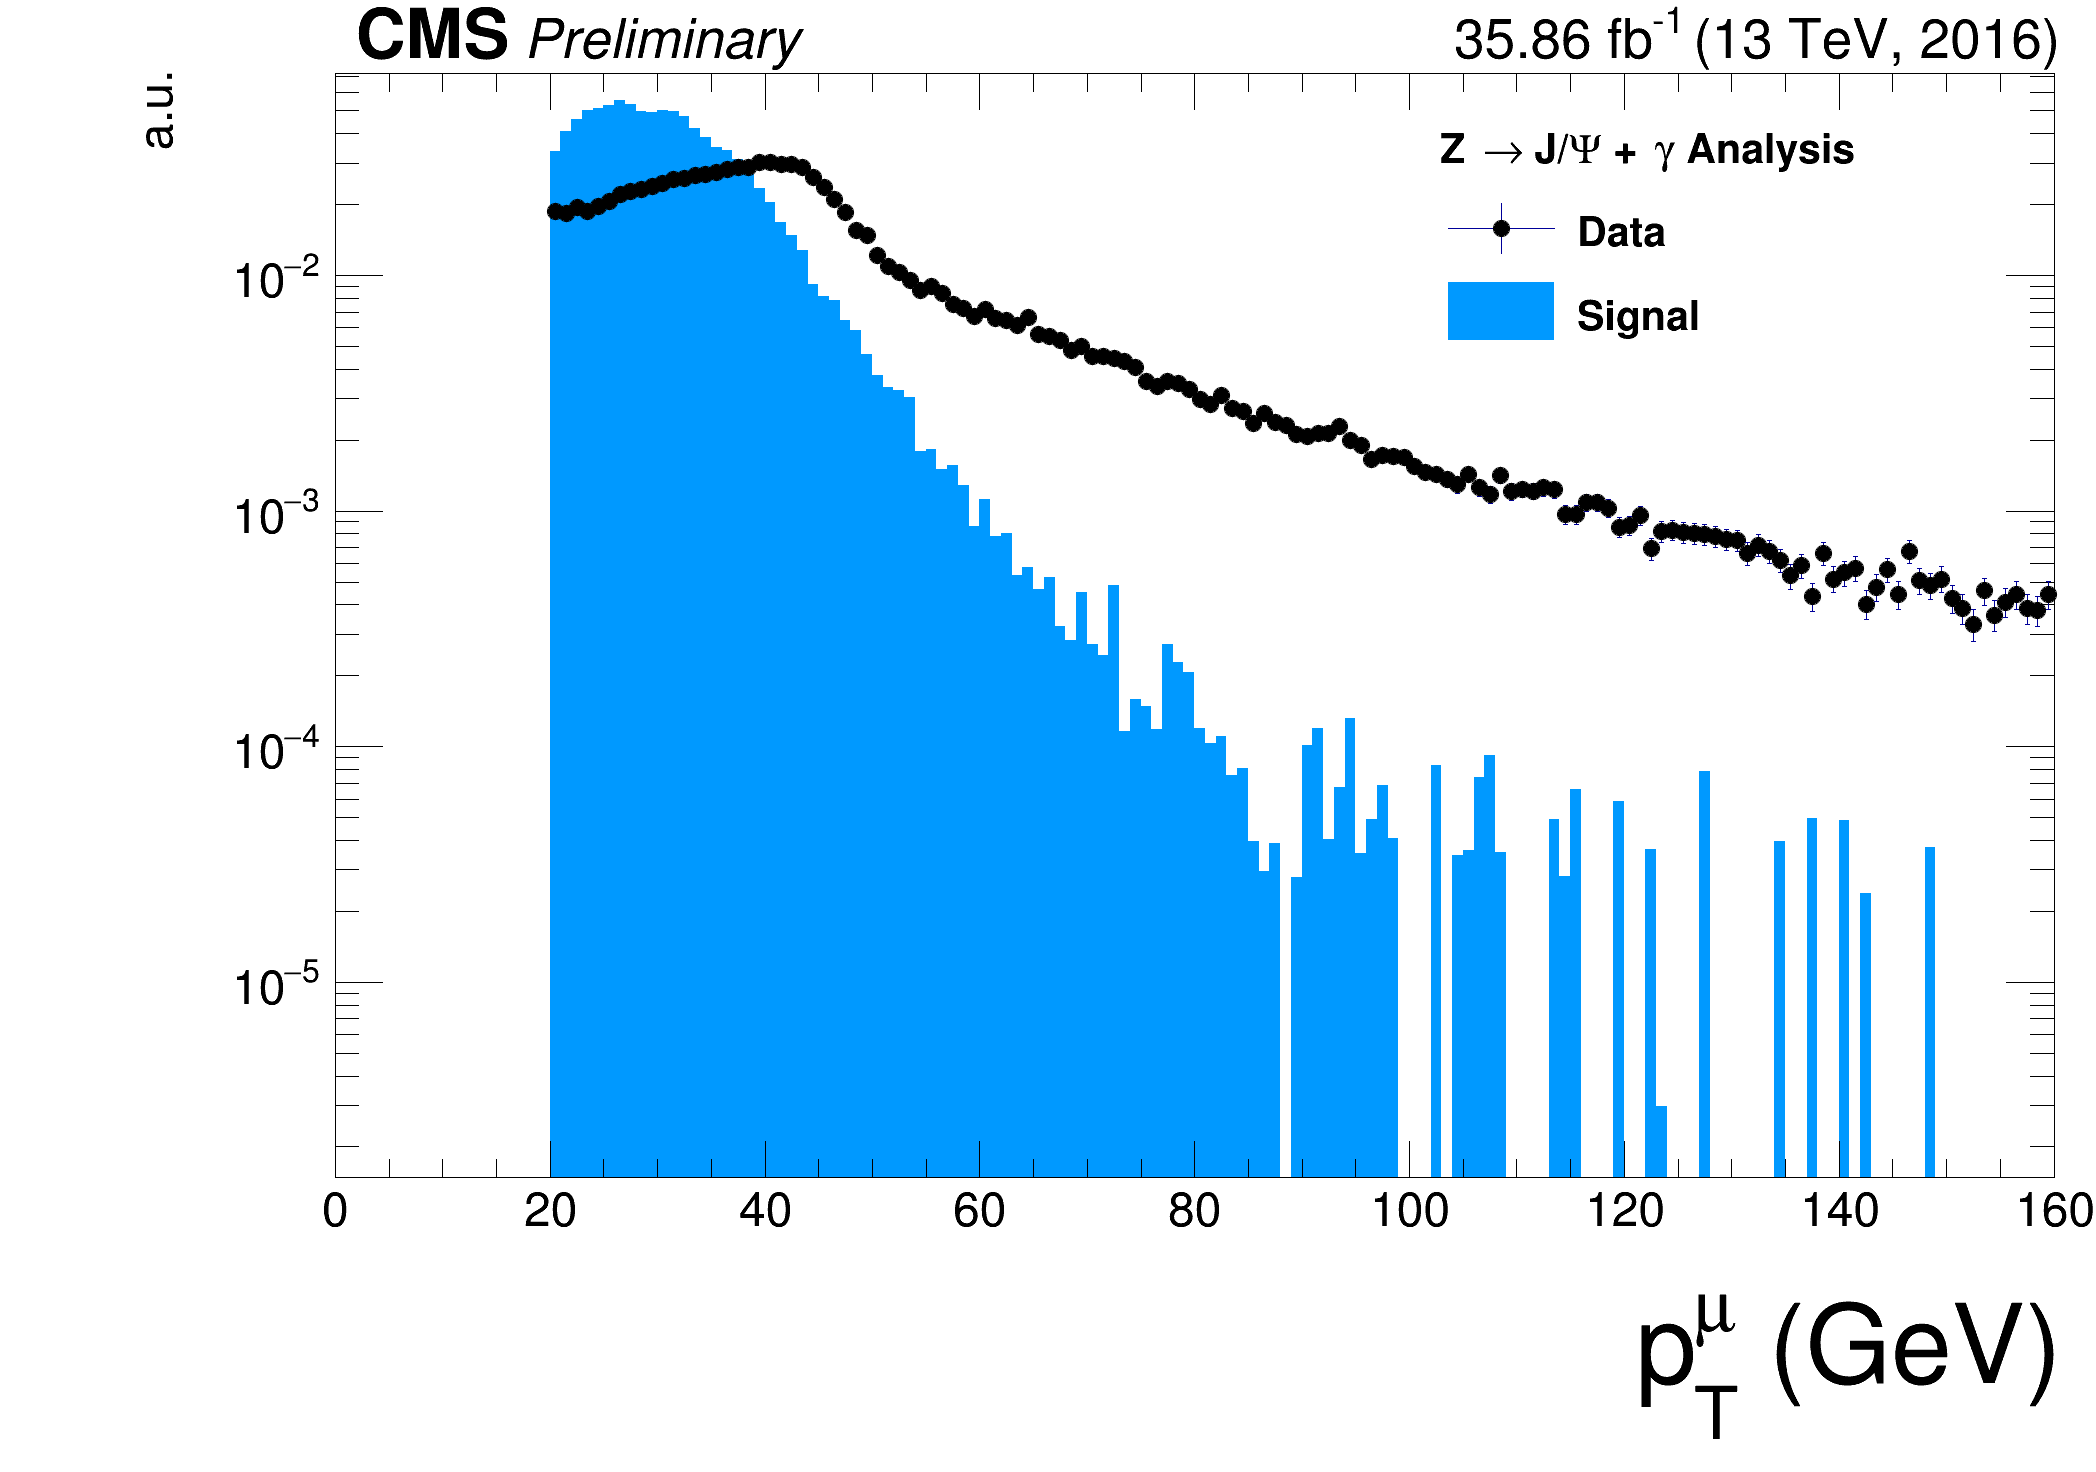 CMS Preliminary
35.86 fb⁻¹ (13 TeV, 2016)
a.u.
Z → J/Ψ + γ Analysis
Data
Signal
10⁻²
10⁻³
10⁻⁴
10⁻⁵
0 20 40 60 80 100 120 140 160
p_T^μ (GeV)